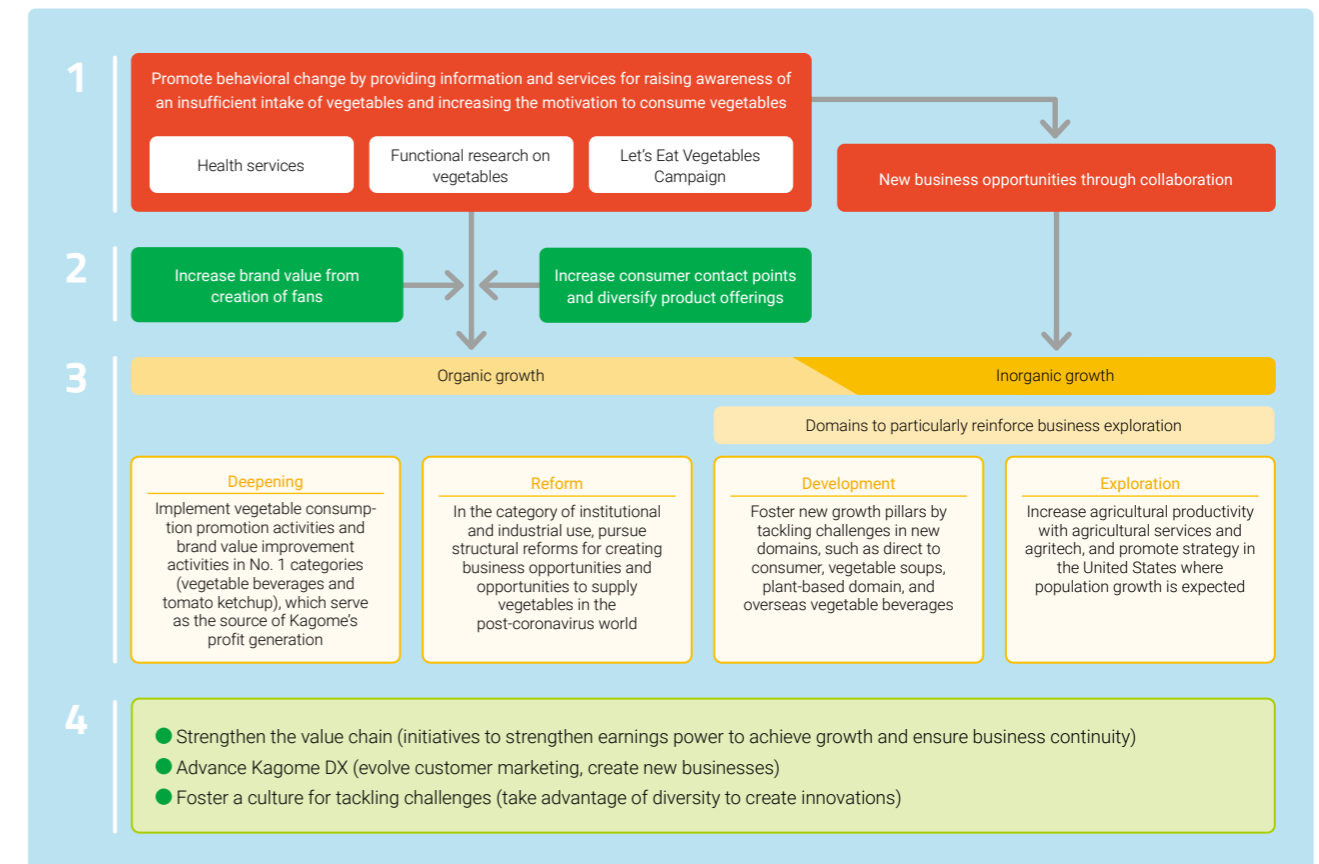 1
Promote behavioral change by providing information and services for raising awareness of
an insufficient intake of vegetables and increasing the motivation to consume vegetables
Health services
Functional research on
vegetables
Let's Eat Vegetables
Campaign
New business opportunities through collaboration
2
Increase brand value from
creation of fans
Increase consumer contact points
and diversify product offerings
3
Organic growth
Inorganic growth
Domains to particularly reinforce business exploration
Deepening
Implement vegetable consump-
tion promotion activities and
brand value improvement
activities in No. 1 categories
(vegetable beverages and
tomato ketchup), which serve
as the source of Kagome's
profit generation
Reform
In the category of institutional
and industrial use, pursue
structural reforms for creating
business opportunities and
opportunities to supply
vegetables in the
post-coronavirus world
Development
Foster new growth pillars by
tackling challenges in new
domains, such as direct to
consumer, vegetable soups,
plant-based domain, and
overseas vegetable beverages
Exploration
Increase agricultural productivity
with agricultural services and
agritech, and promote strategy in
the United States where
population growth is expected
4
● Strengthen the value chain (initiatives to strengthen earnings power to achieve growth and ensure business continuity)
● Advance Kagome DX (evolve customer marketing, create new businesses)
● Foster a culture for tackling challenges (take advantage of diversity to create innovations)